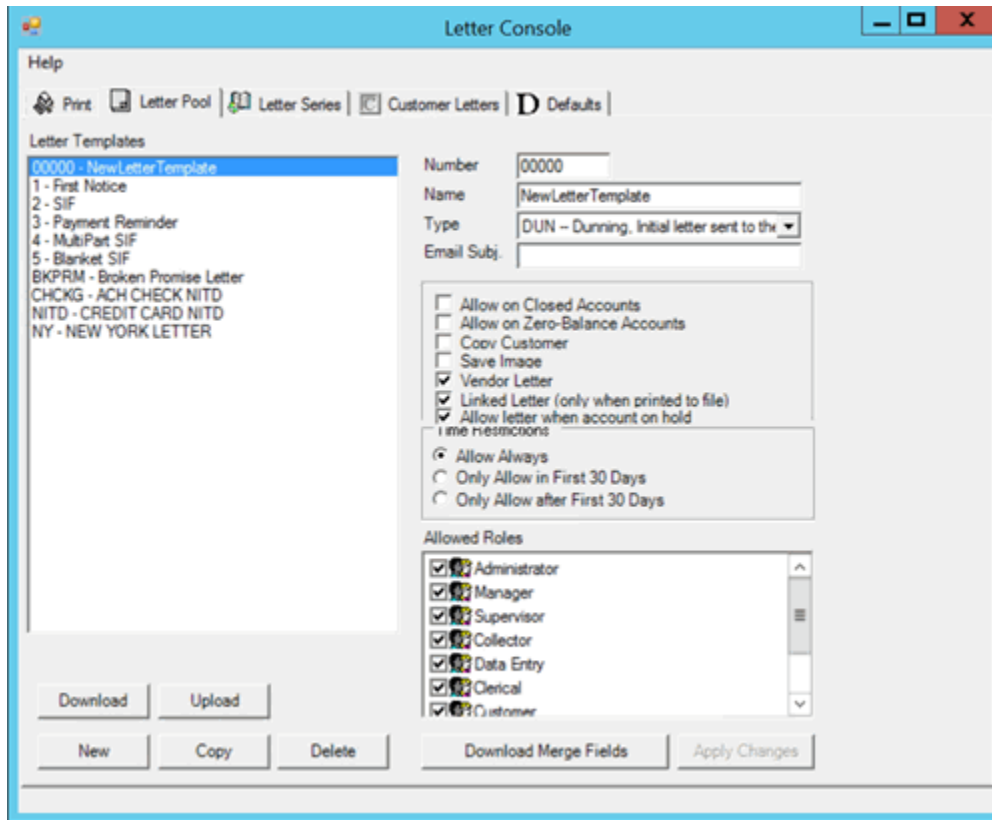 Letter Console
Help
Print Letter Pool Letter Series Customer Letters D Defaults
Letter Templates
00000 - NewLetterTemplate
1 - First Notice
2 - SIF
3 - Payment Reminder
4 - MultiPart SIF
5 - Blanket SIF
BKPRM - Broken Promise Letter
CHCKG - ACH CHECK NITD
NITD - CREDIT CARD NITD
NY - NEW YORK LETTER
Number 00000
Name NewLetterTemplate
Type DUN -- Dunning, Initial letter sent to the
Email Subj.
Allow on Closed Accounts
Allow on Zero-Balance Accounts
Copy Customer
Save Image
Vendor Letter
Linked Letter (only when printed to file)
Allow letter when account on hold
Time Restrictions
Allow Always
Only Allow in First 30 Days
Only Allow after First 30 Days
Allowed Roles
Administrator
Manager
Supervisor
Collector
Data Entry
Clerical
Customer
Download Upload
New Copy Delete
Download Merge Fields Apply Changes